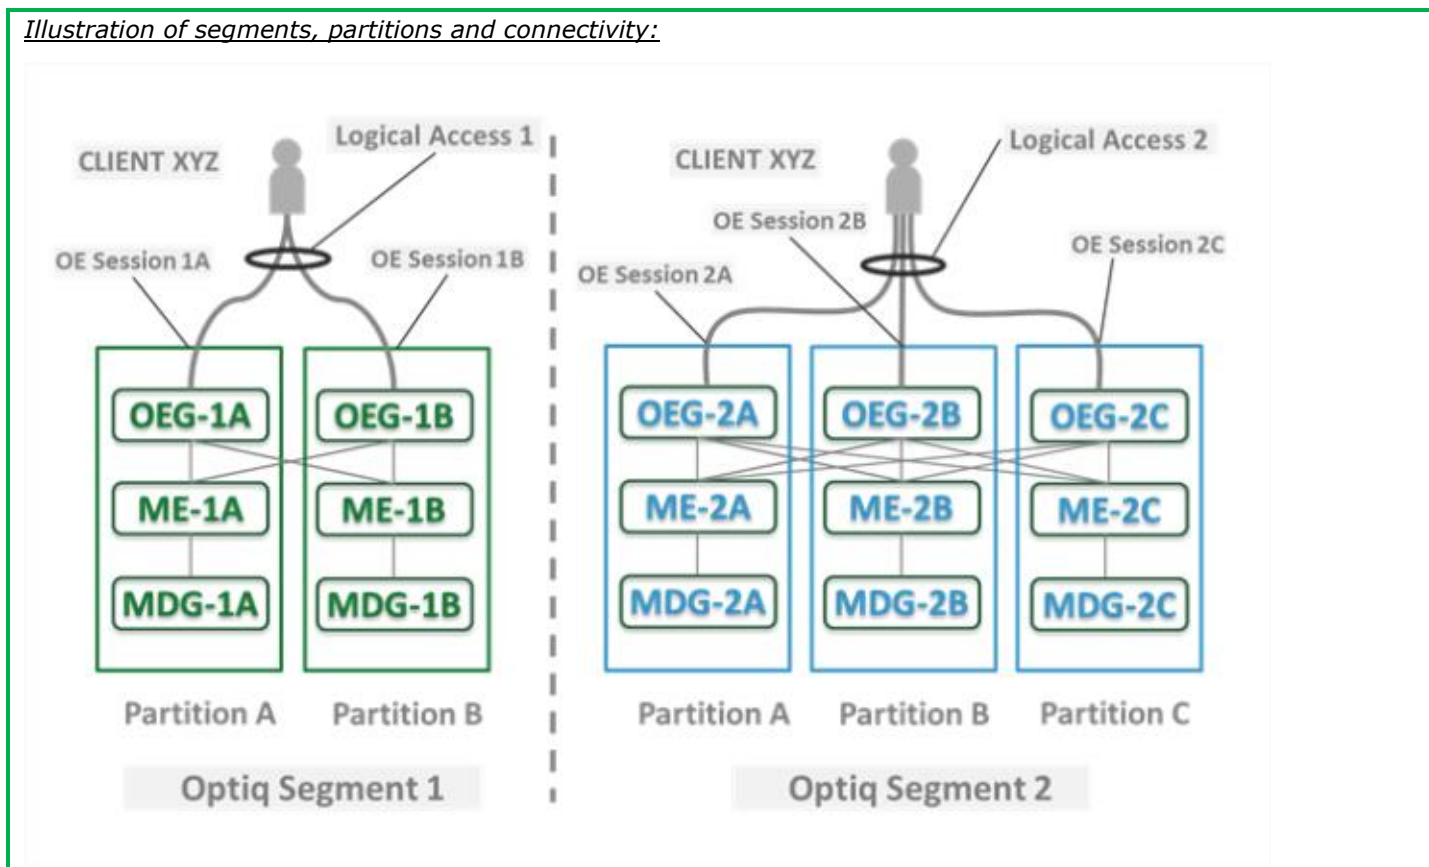 Illustration of segments, partitions and connectivity:
CLIENT XYZ
Logical Access 1
OE Session 1A
OE Session 1B
OEG-1A
OEG-1B
ME-1A
ME-1B
MDG-1A
MDG-1B
Partition A
Partition B
Optiq Segment 1
CLIENT XYZ
Logical Access 2
OE Session 2B
OE Session 2A
OE Session 2C
OEG-2A
OEG-2B
OEG-2C
ME-2A
ME-2B
ME-2C
MDG-2A
MDG-2B
MDG-2C
Partition A
Partition B
Partition C
Optiq Segment 2